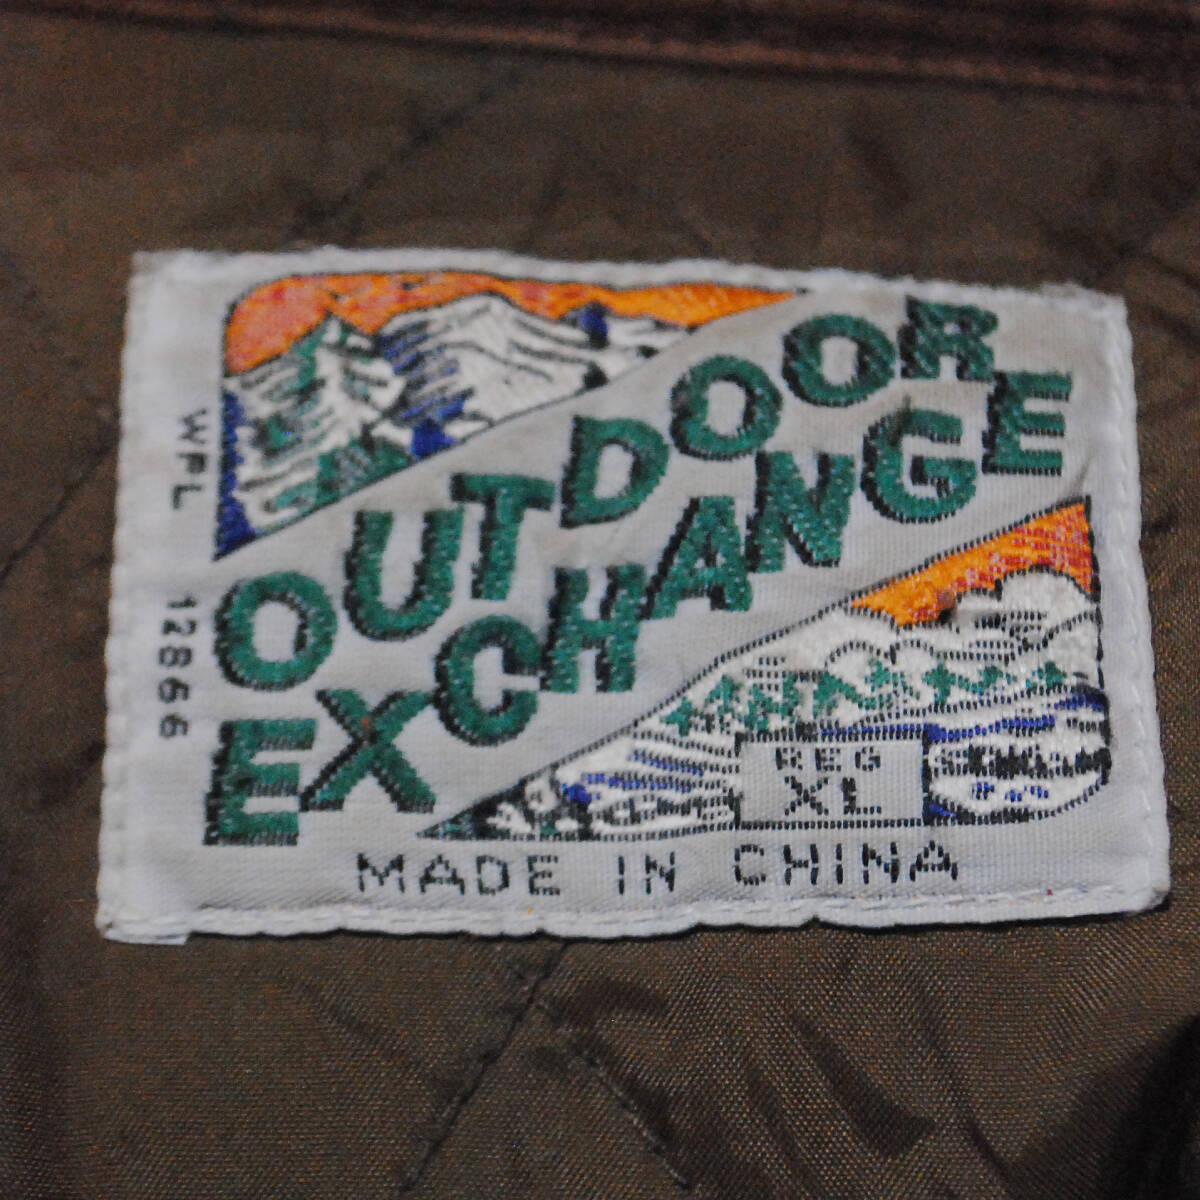 OUTDOOR
EXCHANGE
WPL 12866
REG
XL
MADE IN CHINA